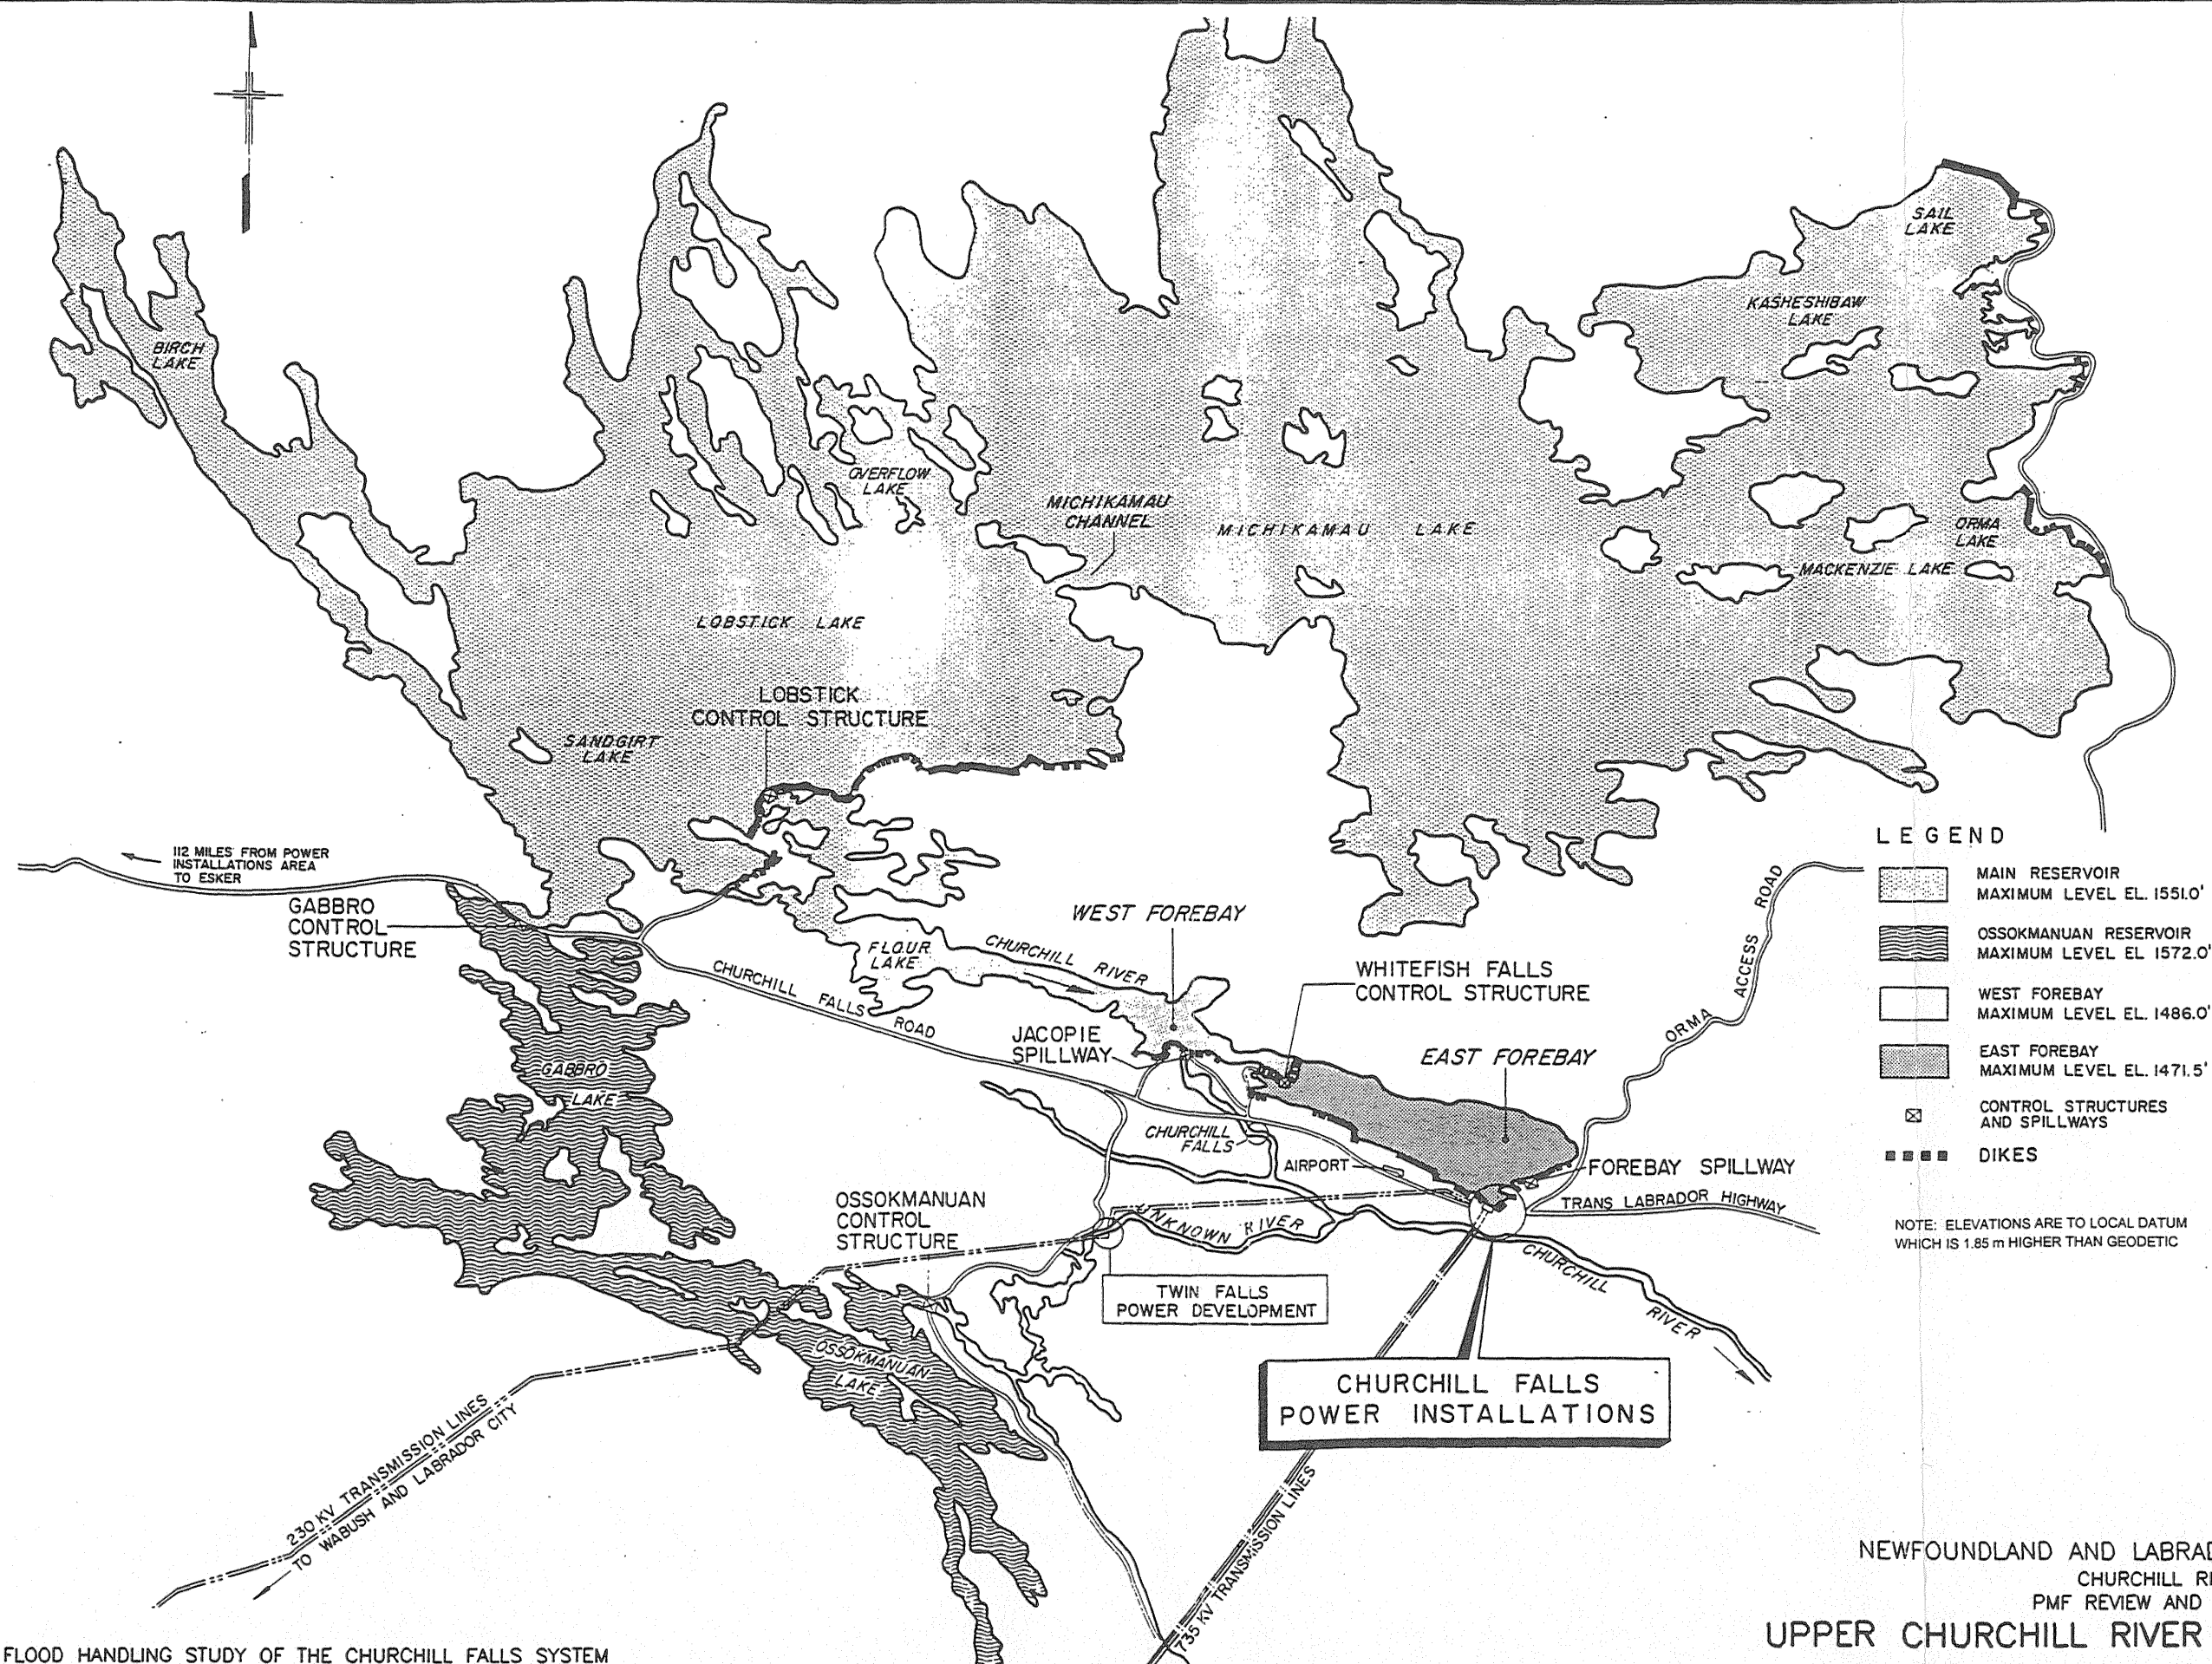 SAIL
LAKE
KASHESHIBAW
LAKE
BIRCH
LAKE
OVERFLOW
LAKE
MICHIKAMAU
CHANNEL
MICHIKAMAU LAKE
ORMA
LAKE
MACKENZIE LAKE
LOBSTICK LAKE
LOBSTICK
CONTROL STRUCTURE
SANDGIRT
LAKE
112 MILES FROM POWER
INSTALLATIONS AREA
TO ESKER
GABBRO
CONTROL
STRUCTURE
WEST FOREBAY
FLOUR
LAKE
CHURCHILL RIVER
CHURCHILL FALLS ROAD
WHITEFISH FALLS
CONTROL STRUCTURE
JACOPIE
SPILLWAY
EAST FOREBAY
ORMA ACCESS ROAD
GABBRO
LAKE
CHURCHILL
FALLS
AIRPORT
FOREBAY SPILLWAY
TRANS LABRADOR HIGHWAY
OSSOKMANUAN
CONTROL
STRUCTURE
UNKNOWN RIVER
CHURCHILL RIVER
TWIN FALLS
POWER DEVELOPMENT
OSSOKMANUAN
LAKE
CHURCHILL FALLS
POWER INSTALLATIONS
230 KV TRANSMISSION LINES
TO WABUSH AND LABRADOR CITY
735 KV TRANSMISSION LINES
LEGEND
MAIN RESERVOIR
MAXIMUM LEVEL EL. 1551.0'
OSSOKMANUAN RESERVOIR
MAXIMUM LEVEL EL 1572.0'
WEST FOREBAY
MAXIMUM LEVEL EL. 1486.0'
EAST FOREBAY
MAXIMUM LEVEL EL. 1471.5'
CONTROL STRUCTURES
AND SPILLWAYS
DIKES
NOTE: ELEVATIONS ARE TO LOCAL DATUM
WHICH IS 1.85 m HIGHER THAN GEODETIC
NEWFOUNDLAND AND LABRAD
CHURCHILL RI
PMF REVIEW AND
UPPER CHURCHILL RIVER
FLOOD HANDLING STUDY OF THE CHURCHILL FALLS SYSTEM